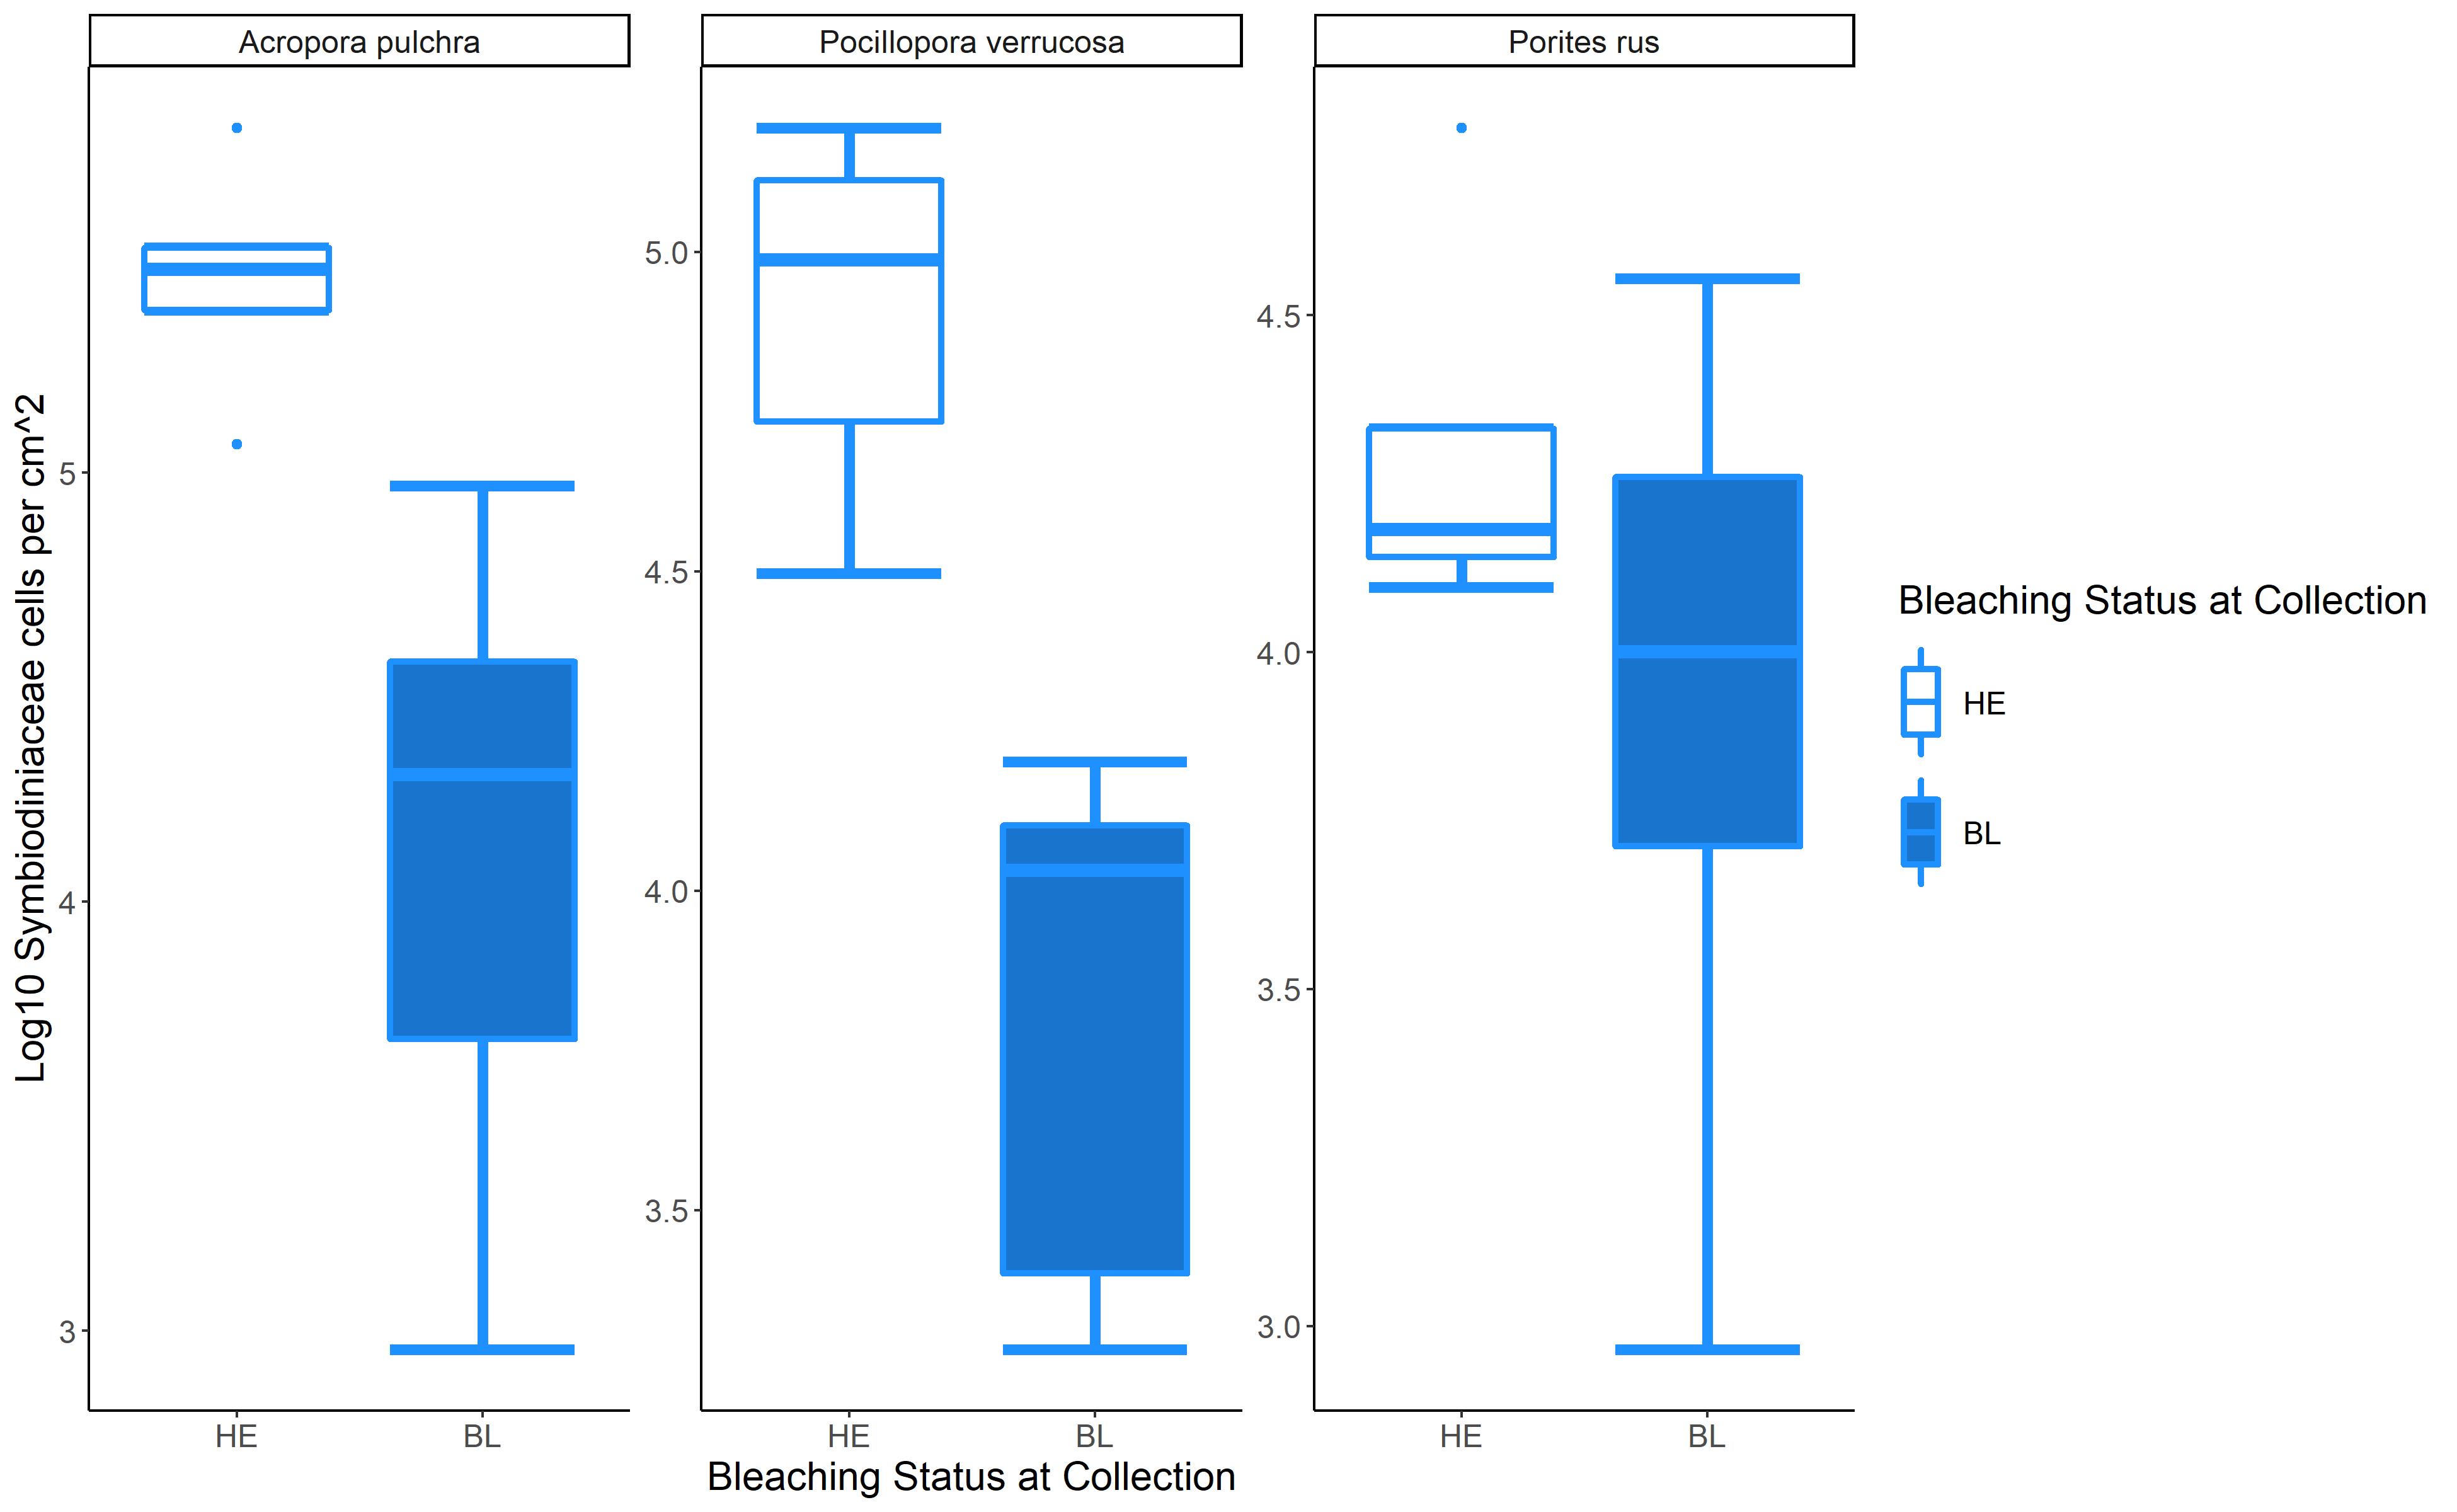 Acropora pulchra
Pocillopora verrucosa
Porites rus
Log10 Symbiodiniaceae cells per cm^2
5
4
3
5.0
4.5
4.0
3.5
4.5
4.0
3.5
3.0
HE
BL
HE
BL
HE
BL
Bleaching Status at Collection
Bleaching Status at Collection
HE
BL